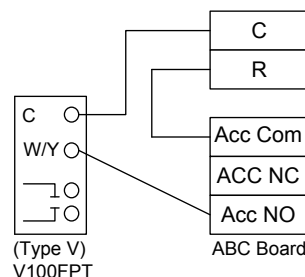 C
R
C
W/Y
Acc Com
ACC NC
Acc NO
(Type V)
V100FPT
ABC Board